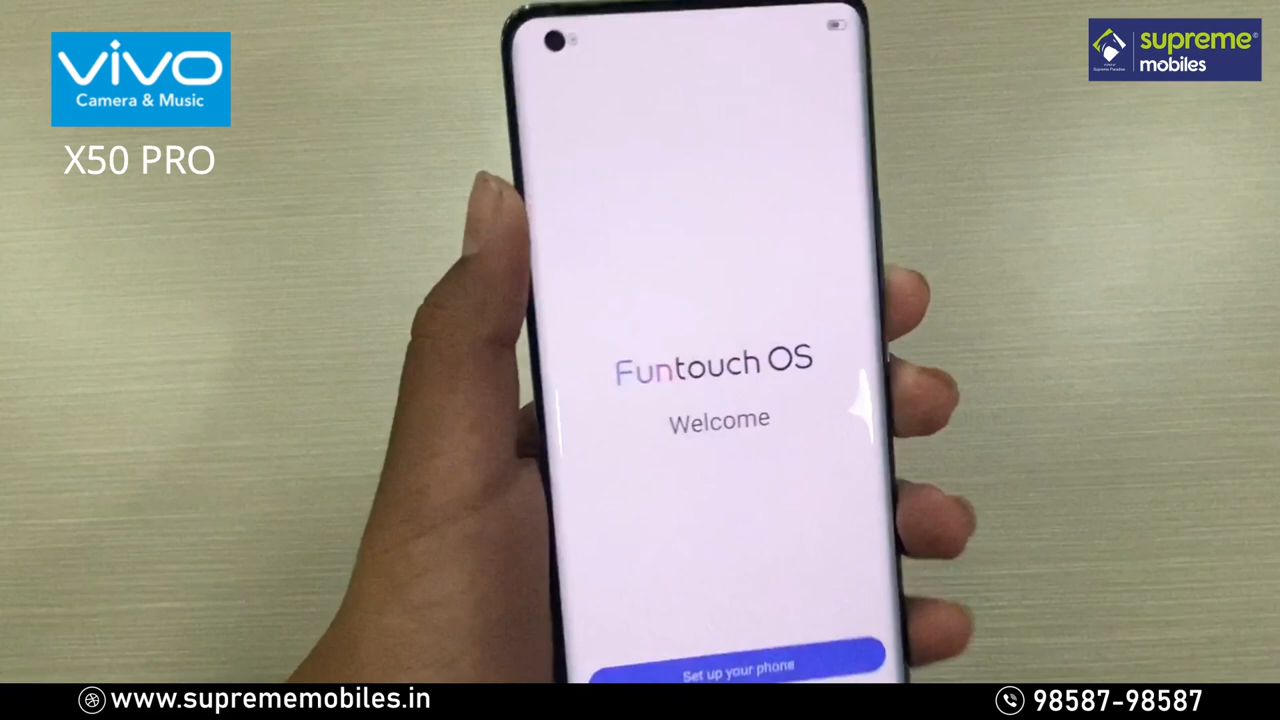 vivo
Camera & Music
X50 PRO
supreme®
mobiles
Funtouch OS
Welcome
Set up your phone
www.suprememobiles.in
98587-98587